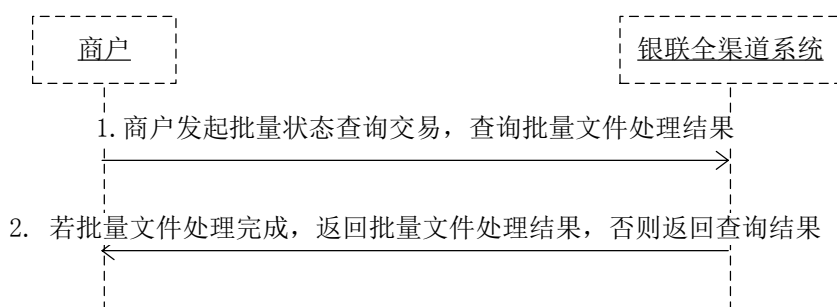 商户
银联全渠道系统
1.商户发起批量状态查询交易，查询批量文件处理结果
2. 若批量文件处理完成，返回批量文件处理结果，否则返回查询结果